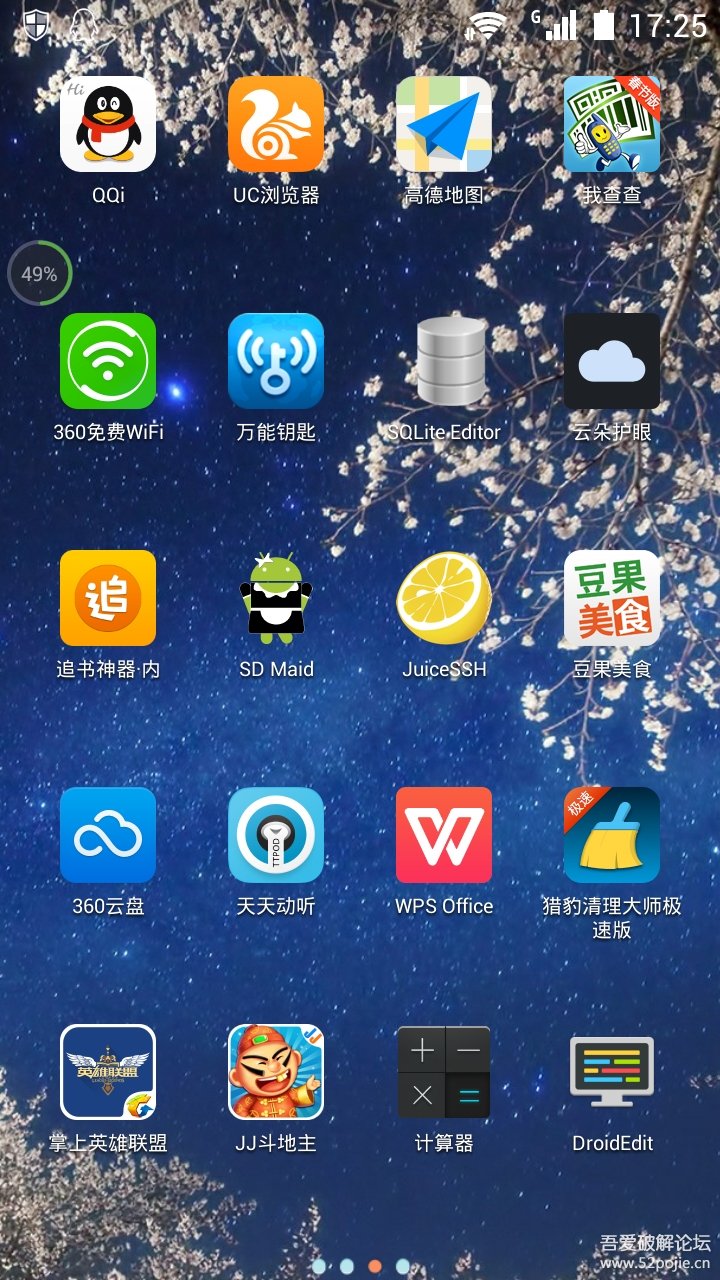 G 17:25
Hi
春节版
QQi
UC浏览器
高德地图
我查查
49%
360免费WiFi
万能钥匙
SQLite Editor
云朵护眼
追
豆果
美食
追书神器·内
SD Maid
JuiceSSH
豆果美食
TTPOD
极速
360云盘
天天动听
WPS Office
猎豹清理大师极
速版
英雄联盟
JJ
掌上英雄联盟
JJ斗地主
计算器
DroidEdit
吾爱破解论坛
www.52pojie.cn